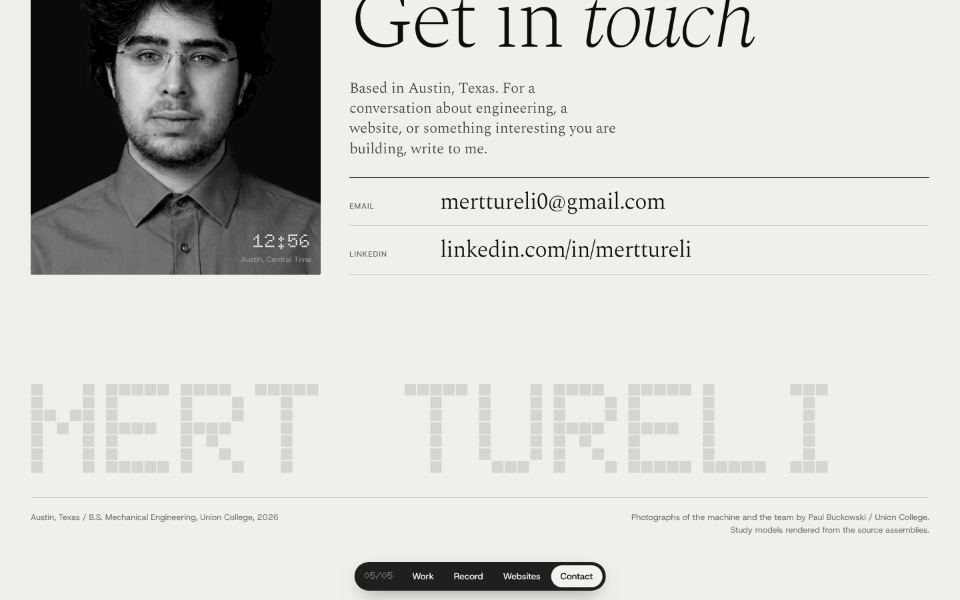 Get in touch
Based in Austin, Texas. For a
conversation about engineering, a
website, or something interesting you are
building, write to me.
EMAIL merttureli0@gmail.com
LINKEDIN linkedin.com/in/merttureli
12:56
Austin, Central Time
MERT TURELI
Austin, Texas / B.S. Mechanical Engineering, Union College, 2026
Photographs of the machine and the team by Paul Buckowski / Union College.
Study models rendered from the source assemblies.
05/05 Work Record Websites Contact